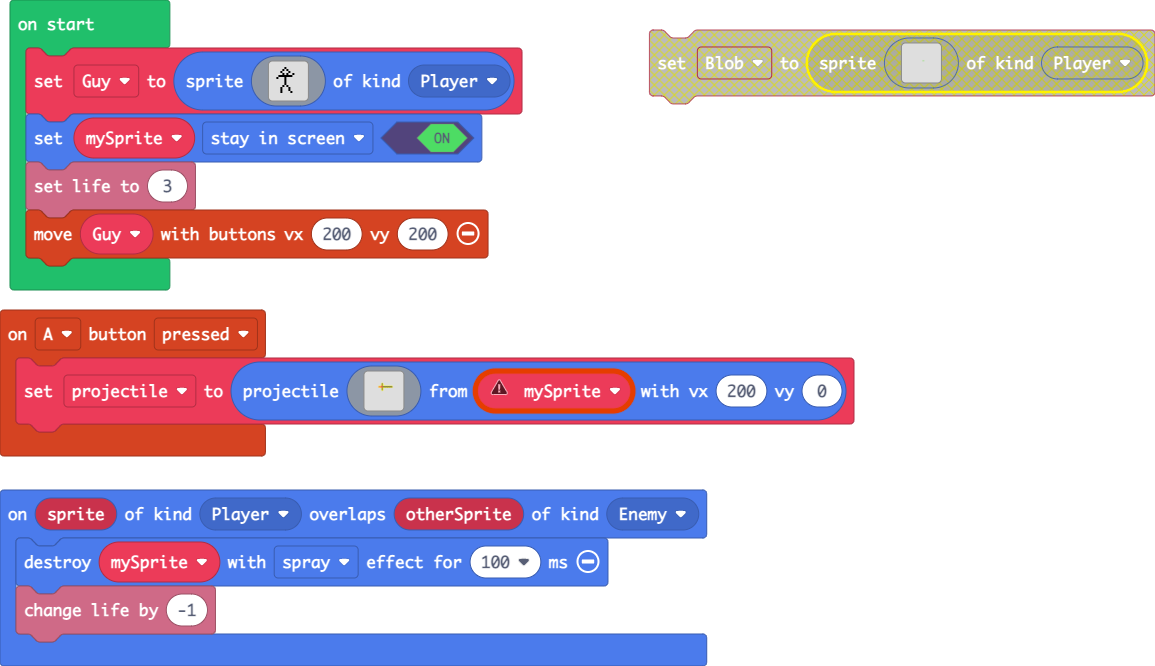 on start
set Guy to sprite of kind Player
set mySprite stay in screen ON
set life to 3
move Guy with buttons vx 200 vy 200
set Blob to sprite of kind Player
on A button pressed
set projectile to projectile from mySprite with vx 200 vy 0
on sprite of kind Player overlaps otherSprite of kind Enemy
destroy mySprite with spray effect for 100 ms
change life by -1